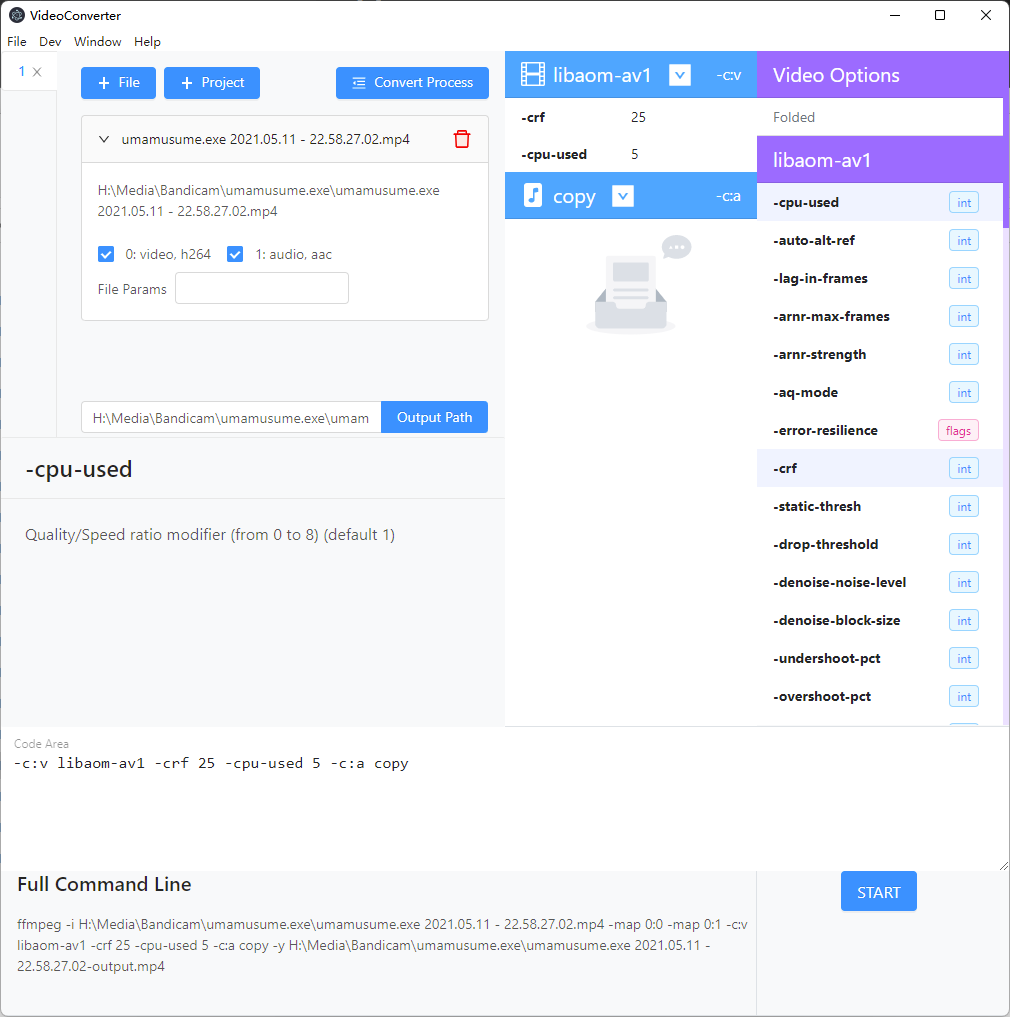 VideoConverter
File Dev Window Help
1
File
Project
Convert Process
umamusume.exe 2021.05.11 - 22.58.27.02.mp4
H:\Media\Bandicam\umamusume.exe\umamusume.exe
2021.05.11 - 22.58.27.02.mp4
0: video, h264
1: audio, aac
File Params
H:\Media\Bandicam\umamusume.exe\umam
Output Path
-cpu-used
Quality/Speed ratio modifier (from 0 to 8) (default 1)
libaom-av1 -c:v
-crf 25
-cpu-used 5
copy -c:a
Video Options
Folded
libaom-av1
-cpu-used int
-auto-alt-ref int
-lag-in-frames int
-arnr-max-frames int
-arnr-strength int
-aq-mode int
-error-resilience flags
-crf int
-static-thresh int
-drop-threshold int
-denoise-noise-level int
-denoise-block-size int
-undershoot-pct int
-overshoot-pct int
Code Area
-c:v libaom-av1 -crf 25 -cpu-used 5 -c:a copy
Full Command Line
ffmpeg -i H:\Media\Bandicam\umamusume.exe\umamusume.exe 2021.05.11 - 22.58.27.02.mp4 -map 0:0 -map 0:1 -c:v
libaom-av1 -crf 25 -cpu-used 5 -c:a copy -y H:\Media\Bandicam\umamusume.exe\umamusume.exe 2021.05.11 -
22.58.27.02-output.mp4
START